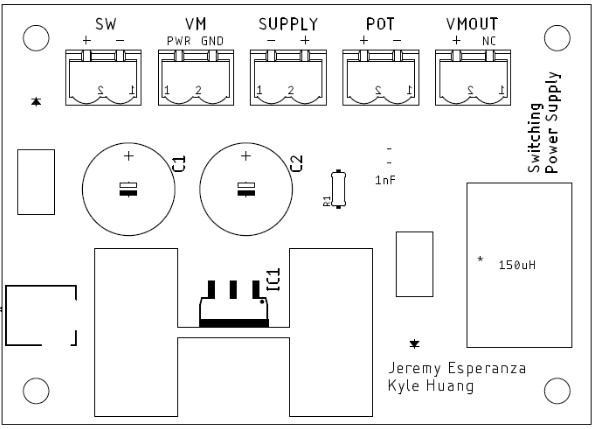 SW VM SUPPLY POT VMOUT
+ - PWR GND - + + - + NC
2 1 1 2 1 2 2 1 2 1
Switching
Power Supply
C1 C2
R1
-
-
1nF
* 150uH
IC1
Jeremy Esperanza
Kyle Huang